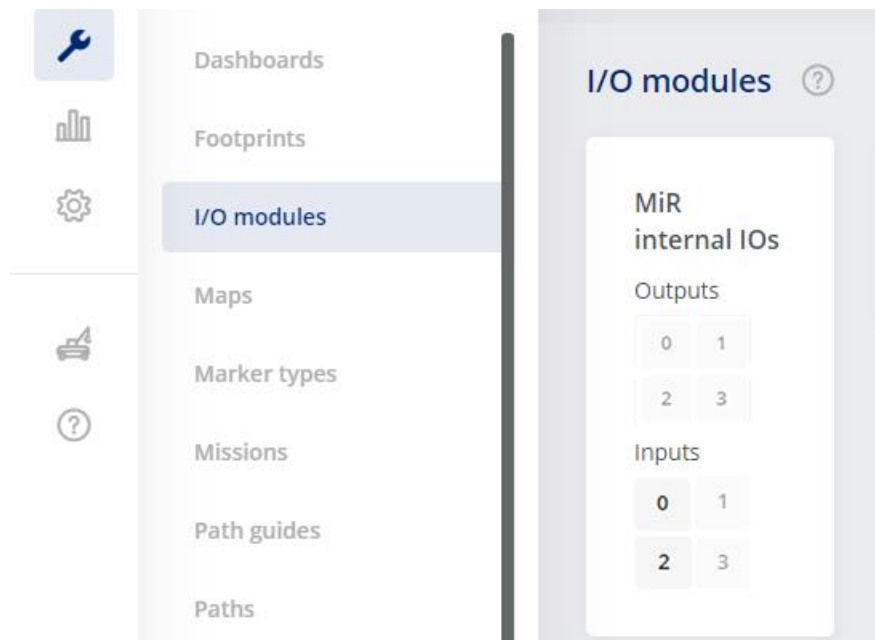 Dashboards
Footprints
I/O modules
Maps
Marker types
Missions
Path guides
Paths
I/O modules ?
MiR
internal IOs
Outputs
0 1
2 3
Inputs
0 1
2 3
?